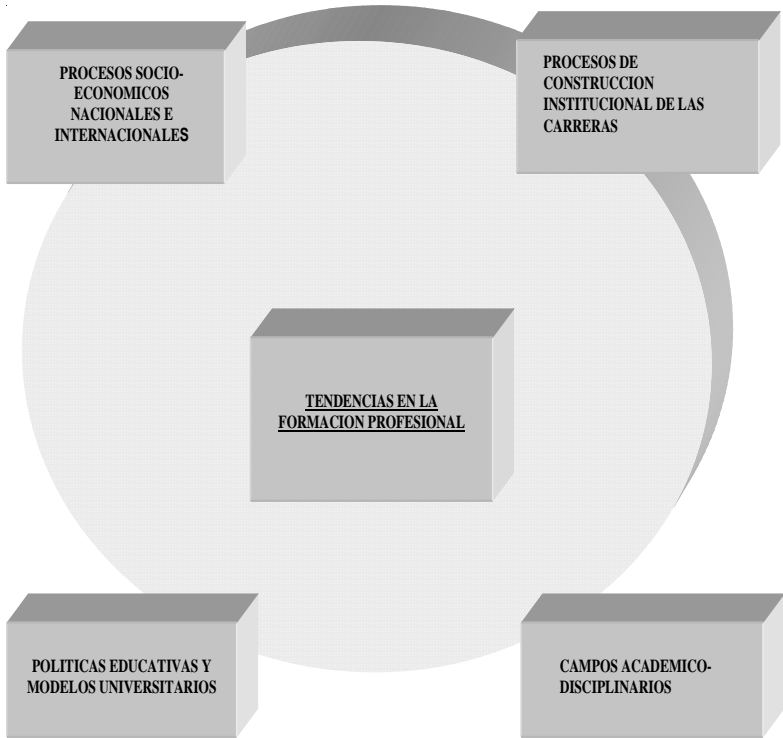 PROCESOS SOCIO-
ECONOMICOS
NACIONALES E
INTERNACIONALES
PROCESOS DE
CONSTRUCCION
INSTITUCIONAL DE LAS
CARRERAS
TENDENCIAS EN LA
FORMACION PROFESIONAL
POLITICAS EDUCATIVAS Y
MODELOS UNIVERSITARIOS
CAMPOS ACADEMICO-
DISCIPLINARIOS